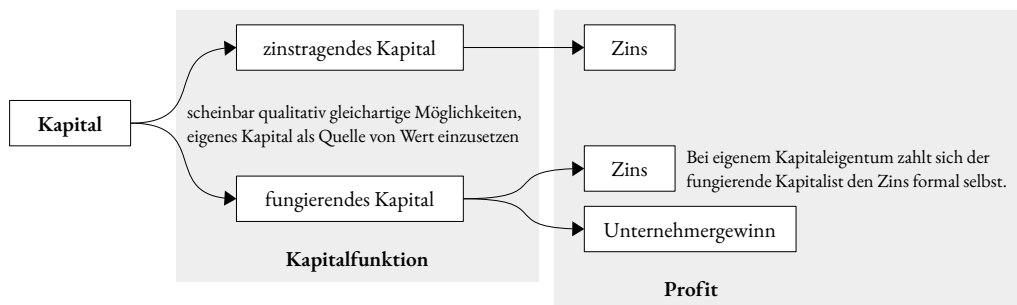 zinstragendes Kapital
Zins
Kapital
scheinbar qualitativ gleichartige Möglichkeiten,
eigenes Kapital als Quelle von Wert einzusetzen
Zins
Bei eigenem Kapitaleigentum zahlt sich der
fungierende Kapitalist den Zins formal selbst.
fungierendes Kapital
Unternehmergewinn
Kapitalfunktion
Profit